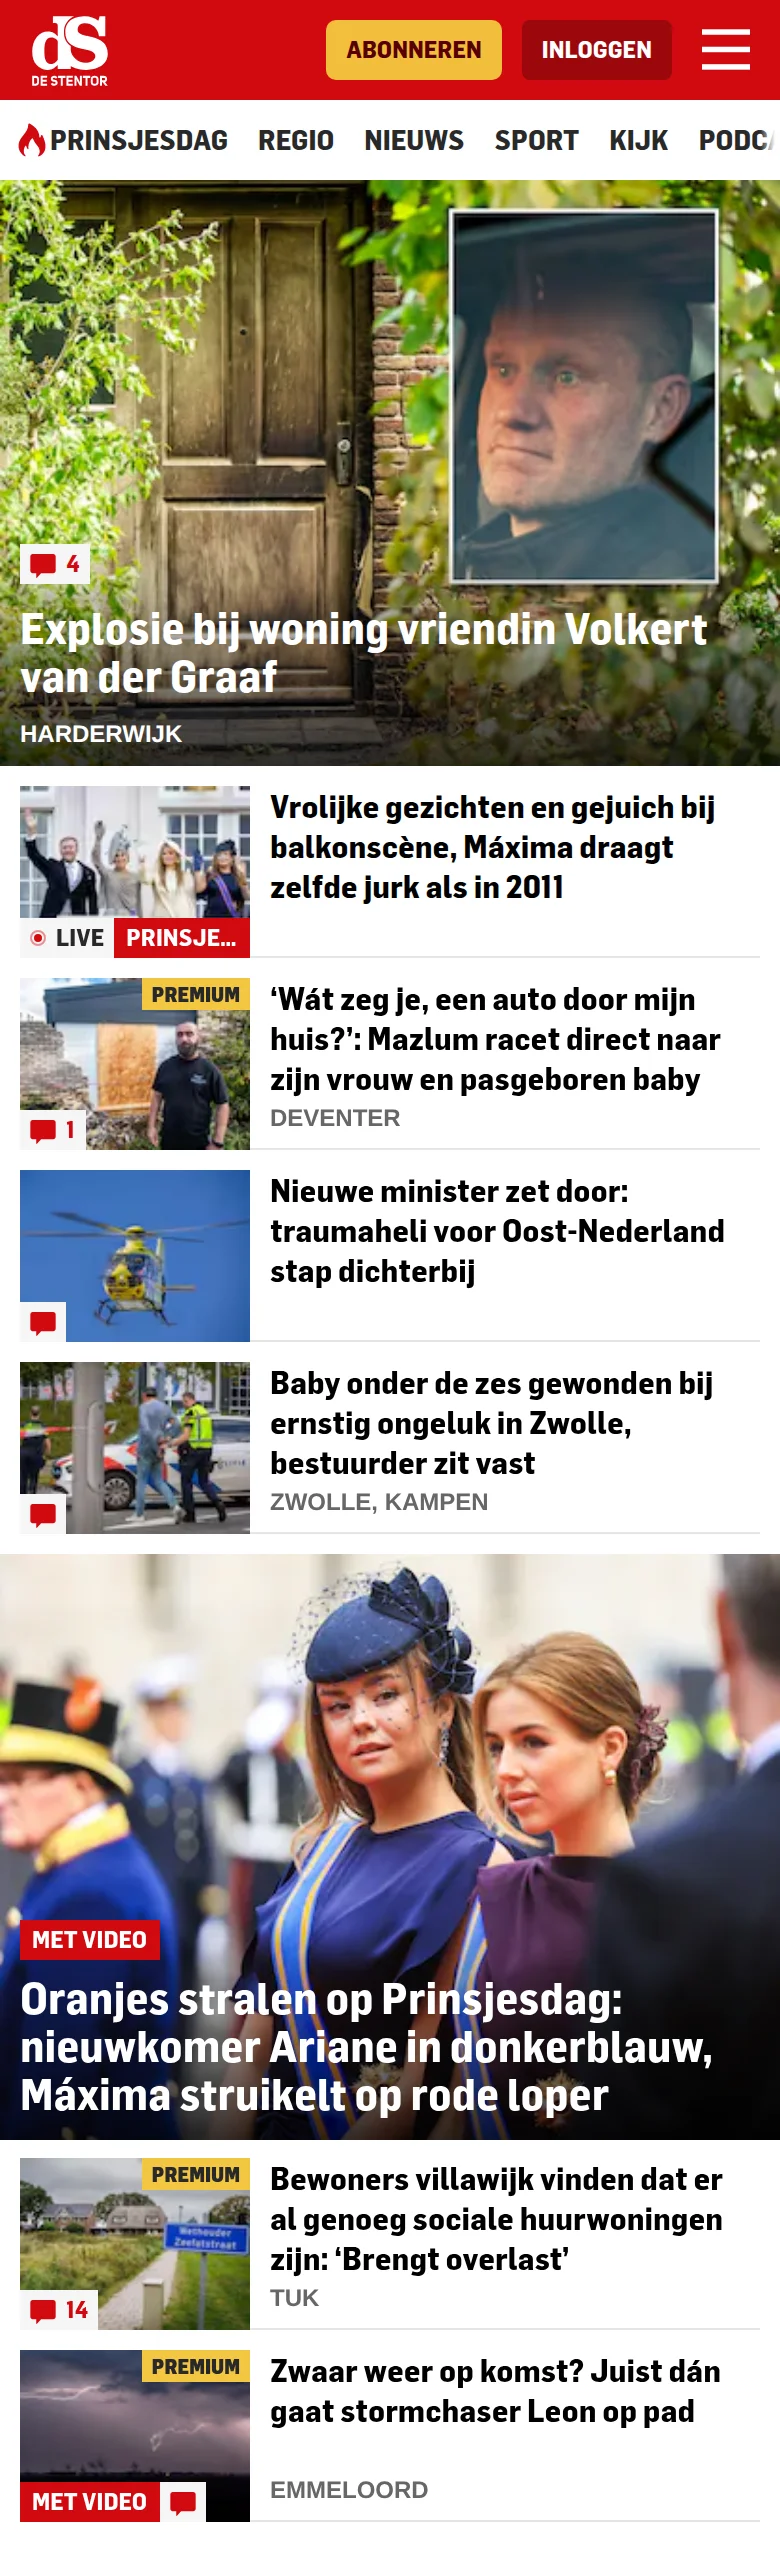 dS
DE STENTOR
ABONNEREN
INLOGGEN
PRINSJESDAG REGIO NIEUWS SPORT KIJK
4
Explosie bij woning vriendin Volkert
van der Graaf
HARDERWIJK
Vrolijke gezichten en gejuich bij
balkonscène, Máxima draagt
zelfde jurk als in 2011
LIVE PRINSJE...
PREMIUM
‘Wát zeg je, een auto door mijn
huis?’: Mazlum racet direct naar
zijn vrouw en pasgeboren baby
DEVENTER
1
Nieuwe minister zet door:
traumaheli voor Oost-Nederland
stap dichterbij
Baby onder de zes gewonden bij
ernstig ongeluk in Zwolle,
bestuurder zit vast
ZWOLLE, KAMPEN
MET VIDEO
Oranjes stralen op Prinsjesdag:
nieuwkomer Ariane in donkerblauw,
Máxima struikelt op rode loper
PREMIUM
Wethouder
14
Bewoners villawijk vinden dat er
al genoeg sociale huurwoningen
zijn: ‘Brengt overlast’
TUK
PREMIUM
Zwaar weer op komst? Juist dán
gaat stormchaser Leon op pad
EMMELOORD
MET VIDEO